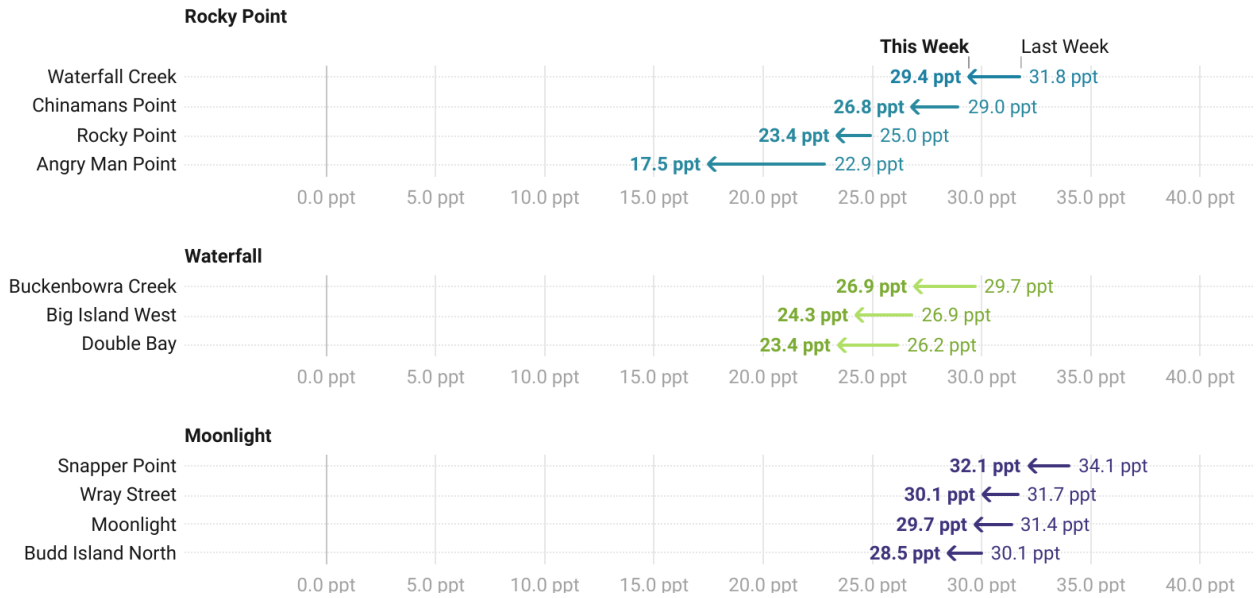 Rocky Point
This Week Last Week
Waterfall Creek 29.4 ppt 31.8 ppt
Chinamans Point 26.8 ppt 29.0 ppt
Rocky Point 23.4 ppt 25.0 ppt
Angry Man Point 17.5 ppt 22.9 ppt
0.0 ppt 5.0 ppt 10.0 ppt 15.0 ppt 20.0 ppt 25.0 ppt 30.0 ppt 35.0 ppt 40.0 ppt
Waterfall
Buckenbowra Creek 26.9 ppt 29.7 ppt
Big Island West 24.3 ppt 26.9 ppt
Double Bay 23.4 ppt 26.2 ppt
0.0 ppt 5.0 ppt 10.0 ppt 15.0 ppt 20.0 ppt 25.0 ppt 30.0 ppt 35.0 ppt 40.0 ppt
Moonlight
Snapper Point 32.1 ppt 34.1 ppt
Wray Street 30.1 ppt 31.7 ppt
Moonlight 29.7 ppt 31.4 ppt
Budd Island North 28.5 ppt 30.1 ppt
0.0 ppt 5.0 ppt 10.0 ppt 15.0 ppt 20.0 ppt 25.0 ppt 30.0 ppt 35.0 ppt 40.0 ppt